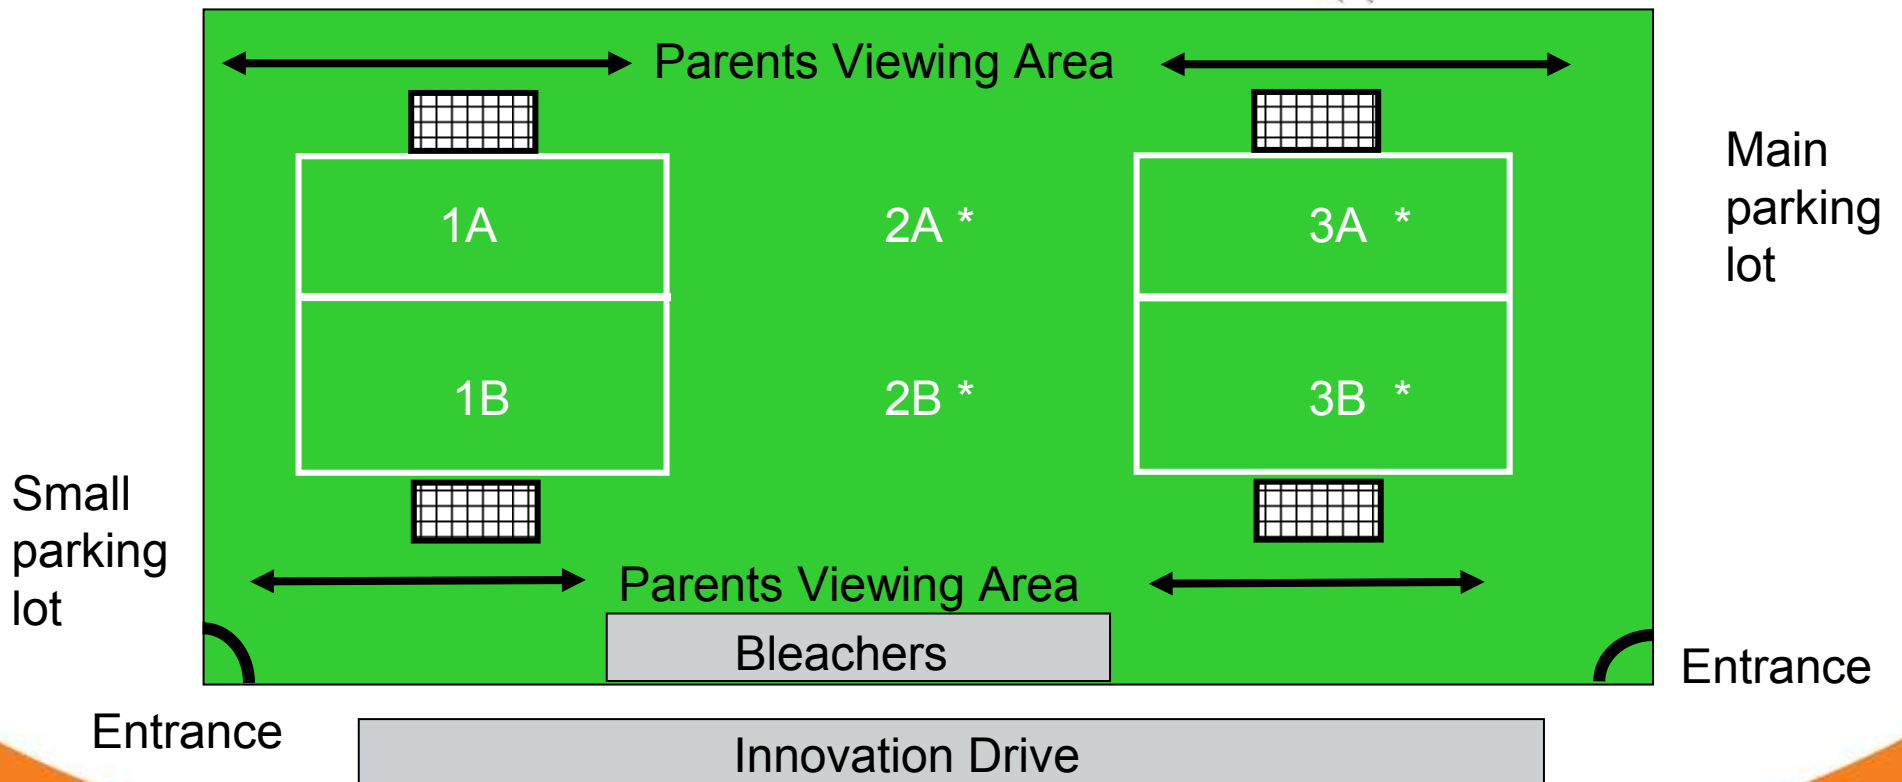 Parents Viewing Area
Main
parking
lot
1A
2A *
3A *
1B
2B *
3B *
Small
parking
lot
Parents Viewing Area
Bleachers
Entrance
Entrance
Innovation Drive